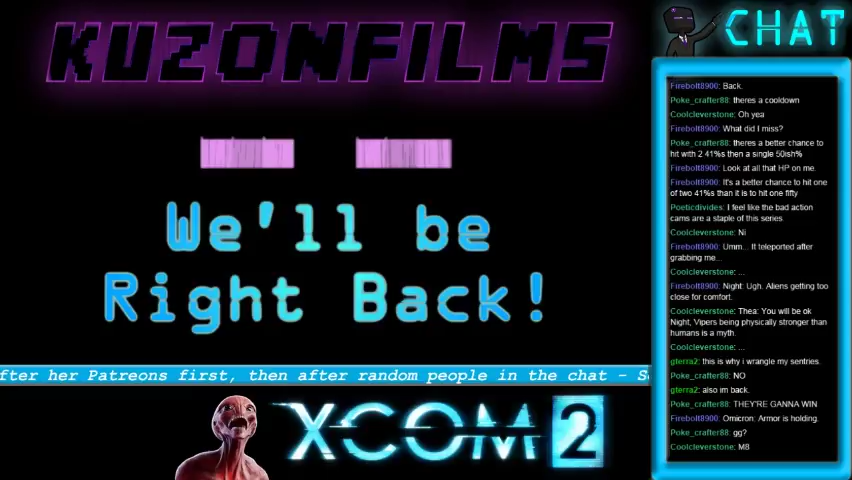 KUZONFILMS
We'll be
Right Back!
fter her Patreons first, then after random people in the chat - S
XCOM 2
CHAT
Firebolt8900: Back.
Poke_crafter88: theres a cooldown
Coolcleverstone: Oh yea
Firebolt8900: What did I miss?
Poke_crafter88: theres a better chance to
hit with 2 41%s then a single 50ish%
Firebolt8900: Look at all that HP on me.
Firebolt8900: It's a better chance to hit one
of two 41%s than it is to hit one fifty
Poeticdivides: I feel like the bad action
cams are a staple of this series.
Coolcleverstone: Ni
Firebolt8900: Umm... It teleported after
grabbing me...
Coolcleverstone: ...
Firebolt8900: Night: Ugh. Aliens getting too
close for comfort.
Coolcleverstone: Thea: You will be ok
Night, Vipers being physically stronger than
humans is a myth.
Coolcleverstone: ...
gterra2: this is why i wrangle my sentries.
Poke_crafter88: NO
gterra2: also im back.
Poke_crafter88: THEY'RE GANNA WIN
Firebolt8900: Omicron: Armor is holding.
Poke_crafter88: gg?
Coolcleverstone: M8